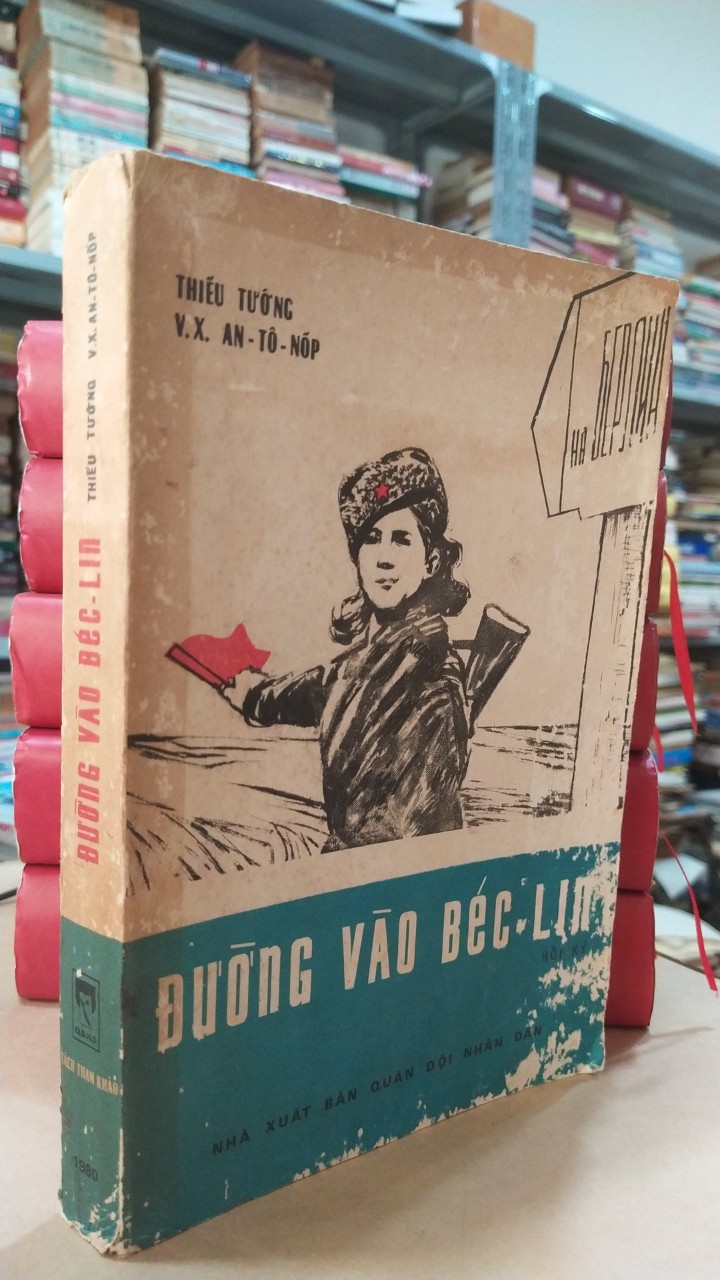 THIẾU TƯỚNG
V.X. AN-TÔ-NỐP
НА БЕРЛИН
ĐƯỜNG VÀO BÉC-LIN
HỒI KÝ
NHÀ XUẤT BẢN QUÂN ĐỘI NHÂN DÂN
THIẾU TƯỚNG V.X. AN-TÔ-NỐP
ĐƯỜNG VÀO BÉC-LIN
Q.Đ.N.D
SÁCH THAM KHẢO
1980